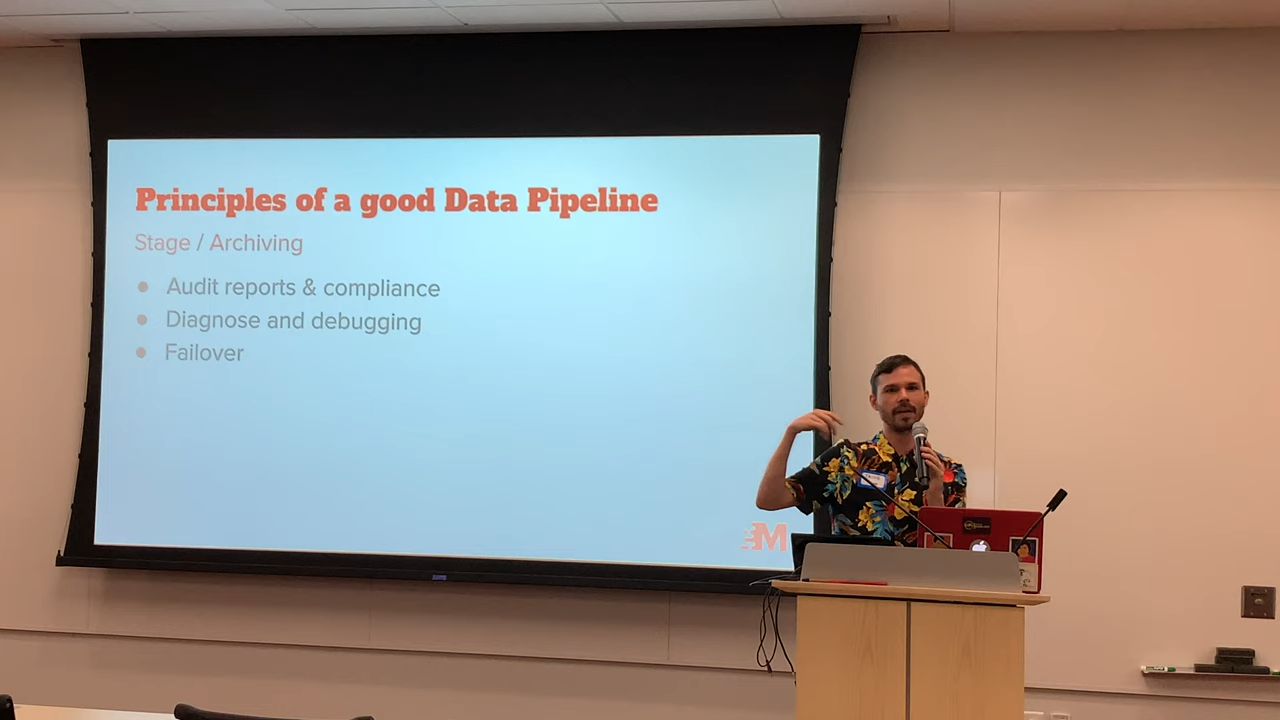 Principles of a good Data Pipeline
Stage / Archiving
Audit reports & compliance
Diagnose and debugging
Failover
M